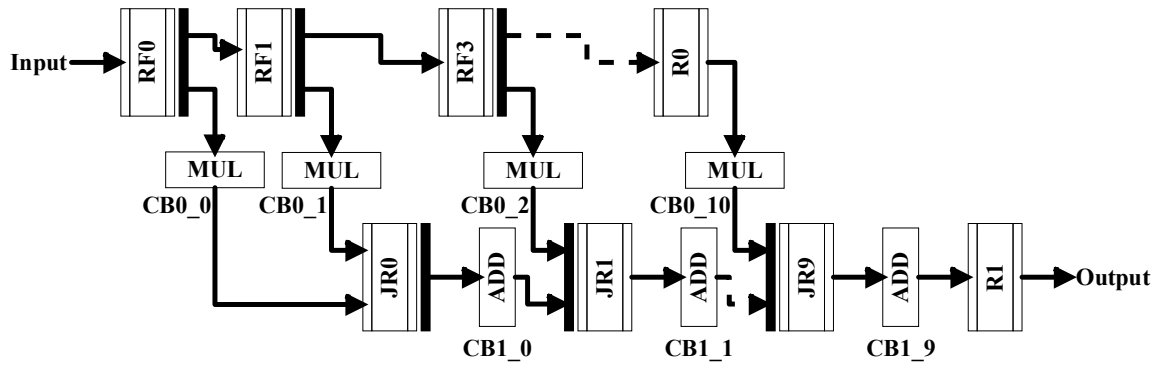 Input
RF0
RF1
RF3
R0
MUL
MUL
MUL
MUL
CB0_0
CB0_1
CB0_2
CB0_10
JR0
ADD
JR1
ADD
JR9
ADD
R1
Output
CB1_0
CB1_1
CB1_9